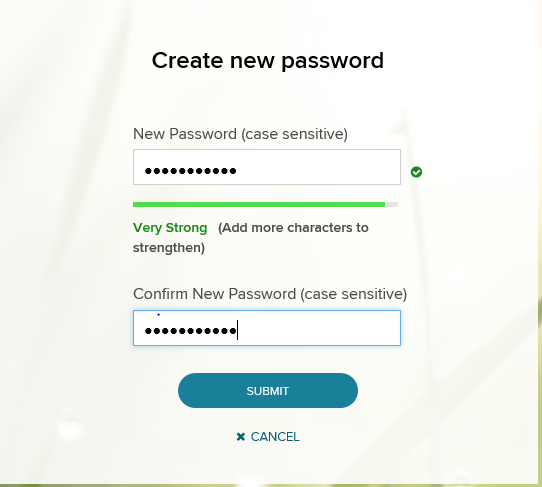 Create new password
New Password (case sensitive)
•••••••••••
Very Strong (Add more characters to
strengthen)
Confirm New Password (case sensitive)
•••••••••••
SUBMIT
✖ CANCEL